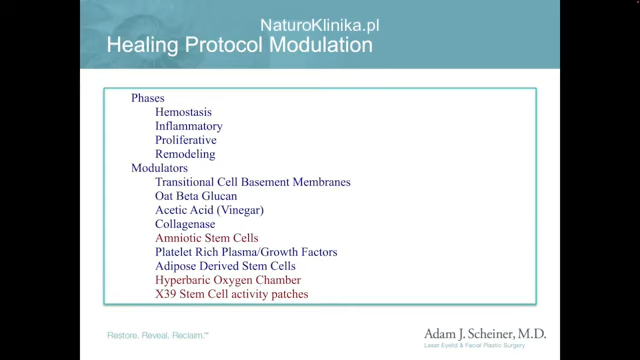 NaturoKlinika.pl
Healing Protocol Modulation
Phases
Hemostasis
Inflammatory
Proliferative
Remodeling
Modulators
Transitional Cell Basement Membranes
Oat Beta Glucan
Acetic Acid (Vinegar)
Collagenase
Amniotic Stem Cells
Platelet Rich Plasma/Growth Factors
Adipose Derived Stem Cells
Hyperbaric Oxygen Chamber
X39 Stem Cell activity patches
Restore. Reveal. Reclaim.™
Adam J. Scheiner, M.D.
Laser Eyelid & Facial Plastic Surgery